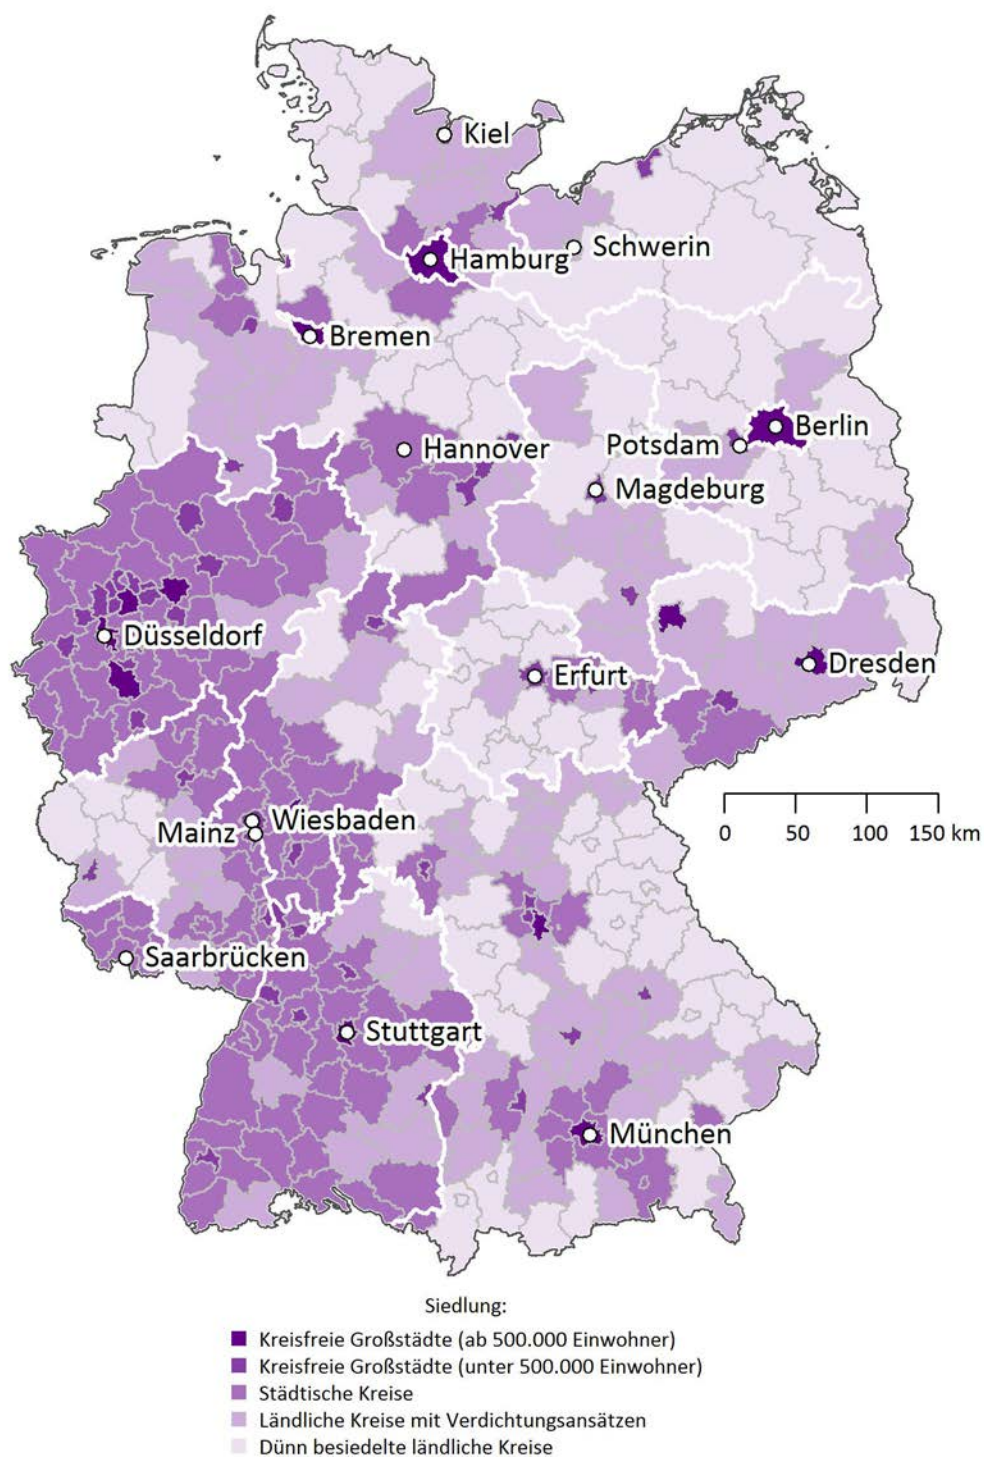 Kiel
Schwerin
Hamburg
Bremen
Berlin
Hannover
Potsdam
Magdeburg
Düsseldorf
Erfurt
Dresden
0 50 100 150 km
Wiesbaden
Mainz
Saarbrücken
Stuttgart
München
Siedlung:
Kreisfreie Großstädte (ab 500.000 Einwohner)
Kreisfreie Großstädte (unter 500.000 Einwohner)
Städtische Kreise
Ländliche Kreise mit Verdichtungsansätzen
Dünn besiedelte ländliche Kreise